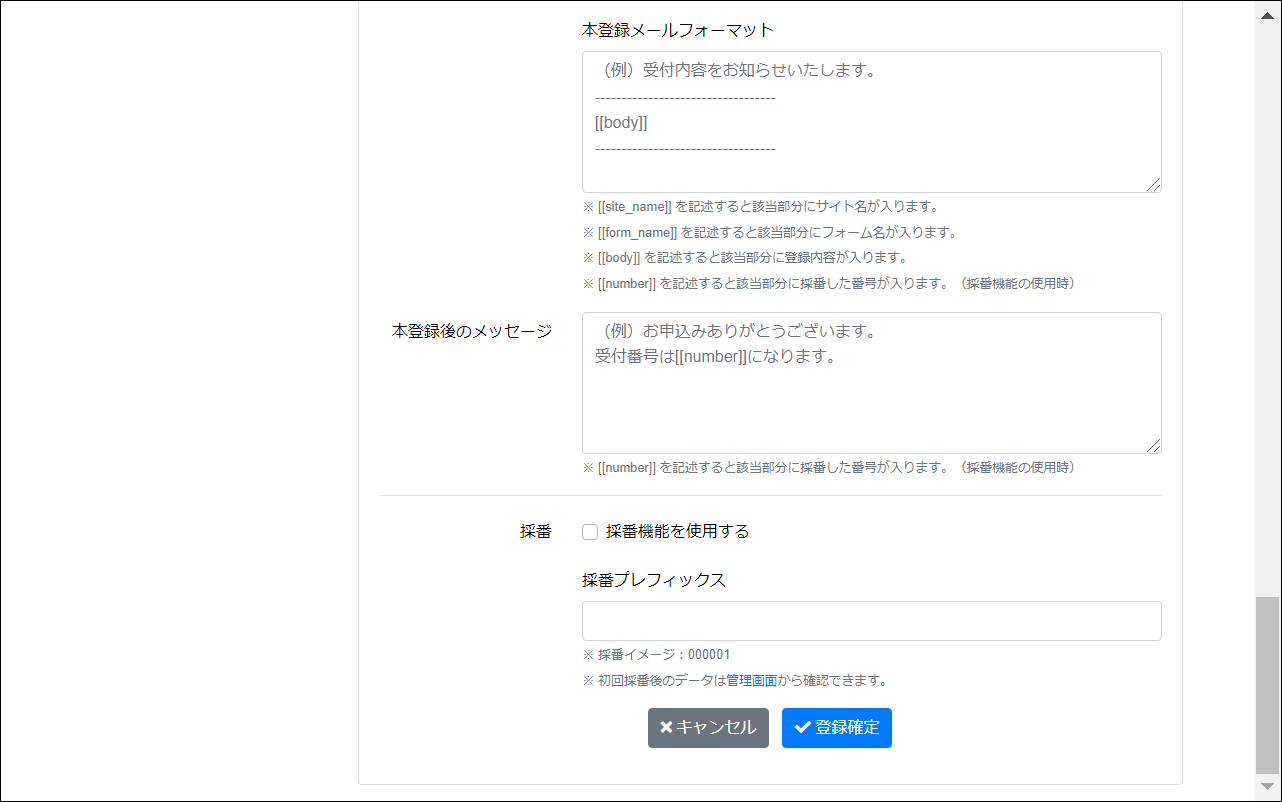 本登録メールフォーマット
（例）受付内容をお知らせいたします。
----------------------------------
[[body]]
----------------------------------
※ [[site_name]] を記述すると該当部分にサイト名が入ります。
※ [[form_name]] を記述すると該当部分にフォーム名が入ります。
※ [[body]] を記述すると該当部分に登録内容が入ります。
※ [[number]] を記述すると該当部分に採番した番号が入ります。（採番機能の使用時）
本登録後のメッセージ
（例）お申込みありがとうございます。
受付番号は[[number]]になります。
※ [[number]] を記述すると該当部分に採番した番号が入ります。（採番機能の使用時）
採番
採番機能を使用する
採番プレフィックス
※ 採番イメージ：000001
※ 初回採番後のデータは管理画面から確認できます。
キャンセル
登録確定